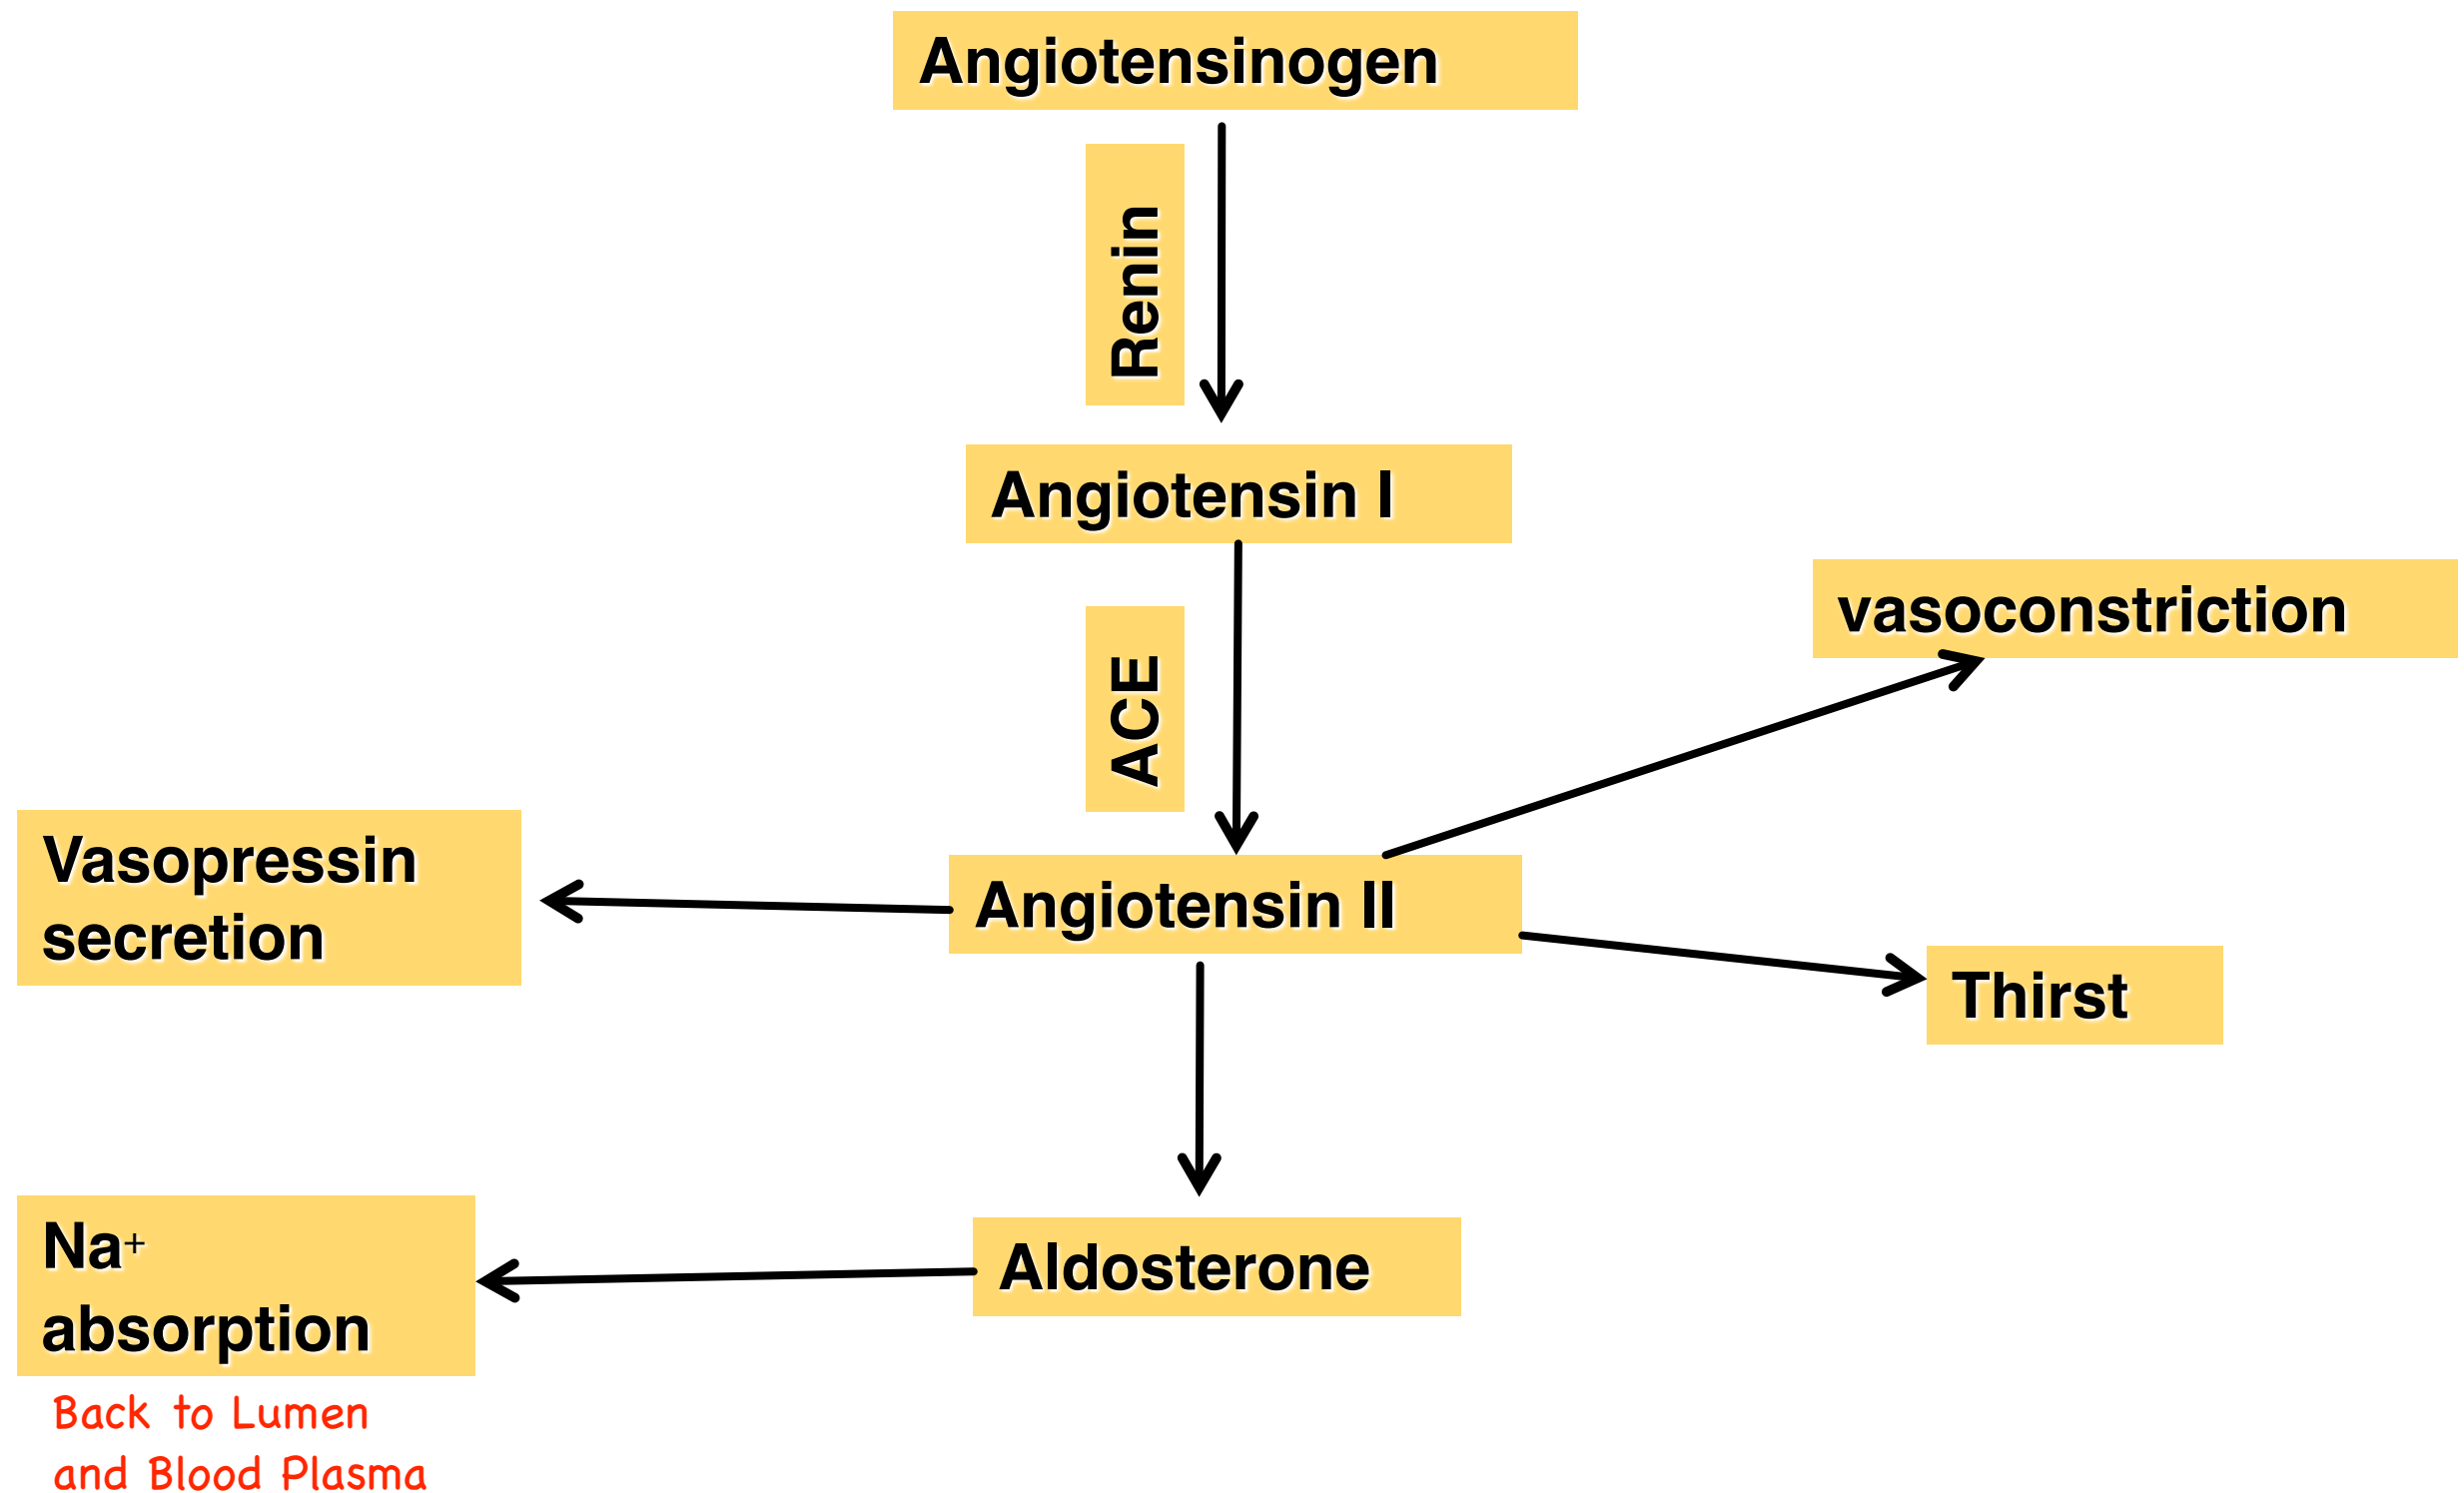 Angiotensinogen
Renin
Angiotensin I
ACE
vasoconstriction
Vasopressin
secretion
Angiotensin II
Thirst
Na⁺
absorption
Aldosterone
Back to Lumen
and Blood Plasma